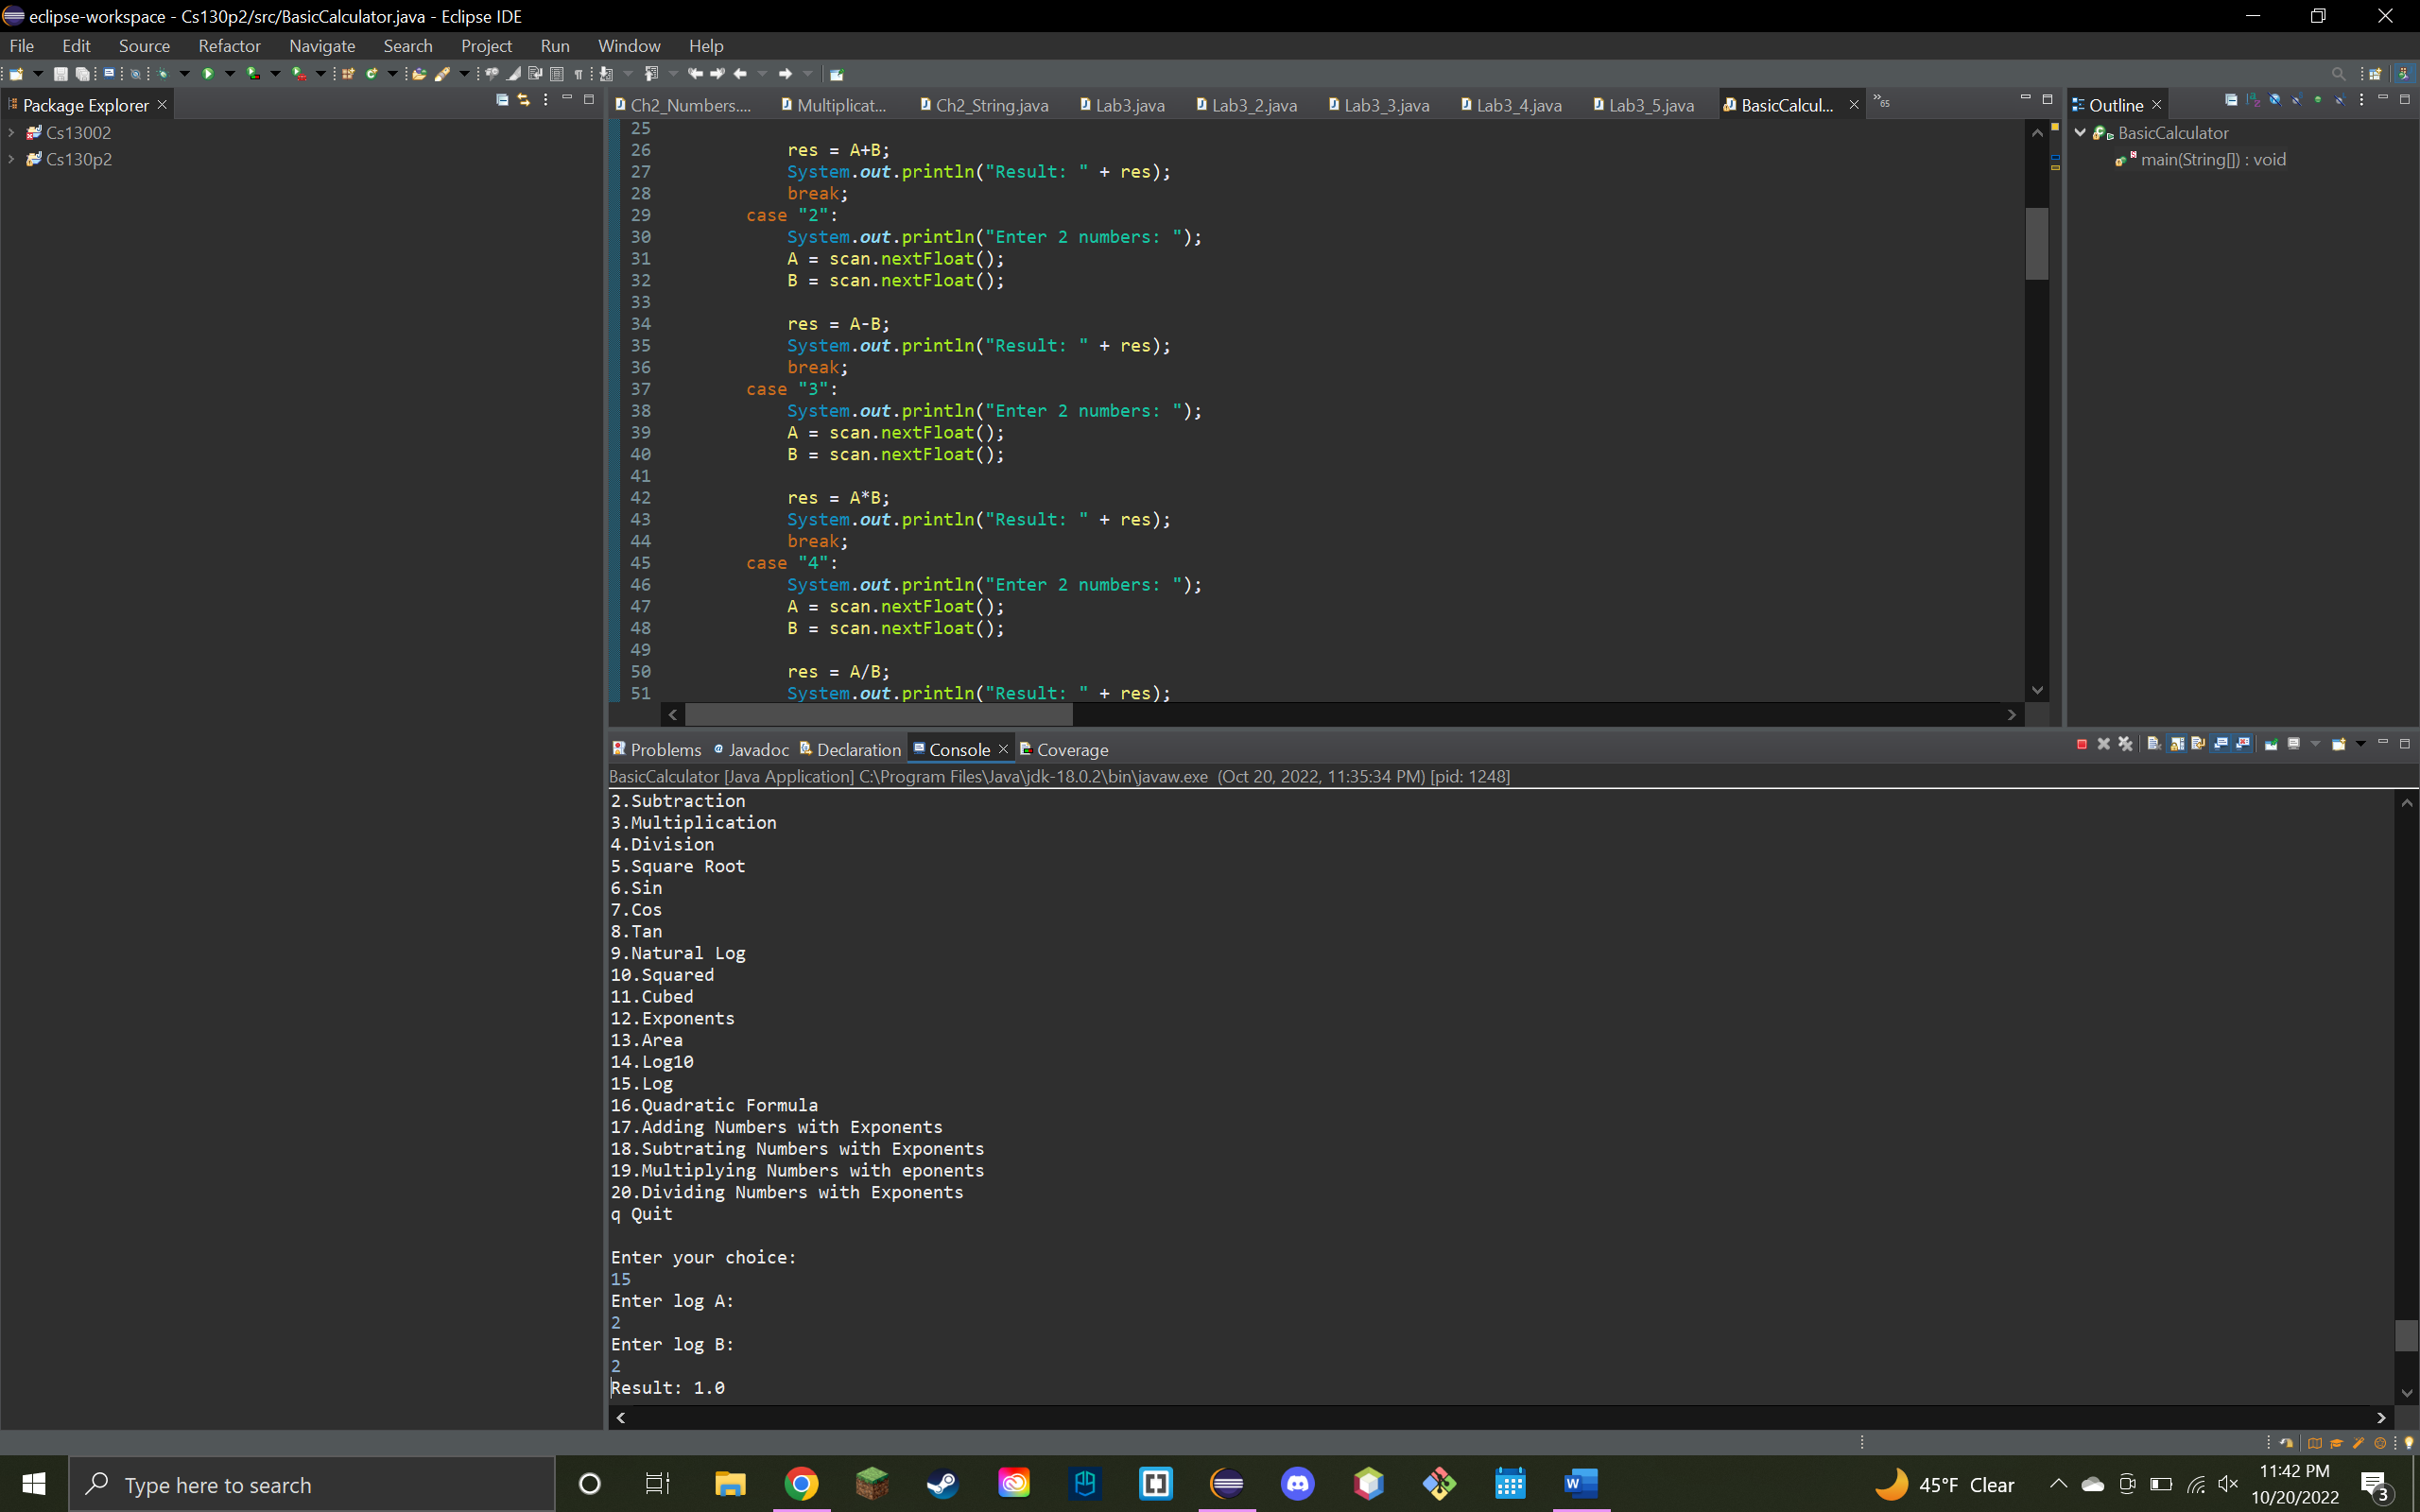 eclipse-workspace - Cs130p2/src/BasicCalculator.java - Eclipse IDE
File Edit Source Refactor Navigate Search Project Run Window Help
Package Explorer
Cs13002
Cs130p2
Ch2_Numbers.... Multiplicat... Ch2_String.java Lab3.java Lab3_2.java Lab3_3.java Lab3_4.java Lab3_5.java BasicCalcul... »65
25
26 res = A+B;
27 System.out.println("Result: " + res);
28 break;
29 case "2":
30 System.out.println("Enter 2 numbers: ");
31 A = scan.nextFloat();
32 B = scan.nextFloat();
33
34 res = A-B;
35 System.out.println("Result: " + res);
36 break;
37 case "3":
38 System.out.println("Enter 2 numbers: ");
39 A = scan.nextFloat();
40 B = scan.nextFloat();
41
42 res = A*B;
43 System.out.println("Result: " + res);
44 break;
45 case "4":
46 System.out.println("Enter 2 numbers: ");
47 A = scan.nextFloat();
48 B = scan.nextFloat();
49
50 res = A/B;
51 System.out.println("Result: " + res);
Outline
BasicCalculator
main(String[]) : void
Problems Javadoc Declaration Console Coverage
BasicCalculator [Java Application] C:\Program Files\Java\jdk-18.0.2\bin\javaw.exe (Oct 20, 2022, 11:35:34 PM) [pid: 1248]
2.Subtraction
3.Multiplication
4.Division
5.Square Root
6.Sin
7.Cos
8.Tan
9.Natural Log
10.Squared
11.Cubed
12.Exponents
13.Area
14.Log10
15.Log
16.Quadratic Formula
17.Adding Numbers with Exponents
18.Subtrating Numbers with Exponents
19.Multiplying Numbers with eponents
20.Dividing Numbers with Exponents
q Quit
Enter your choice:
15
Enter log A:
2
Enter log B:
2
Result: 1.0
Type here to search
45°F Clear
11:42 PM
10/20/2022
3